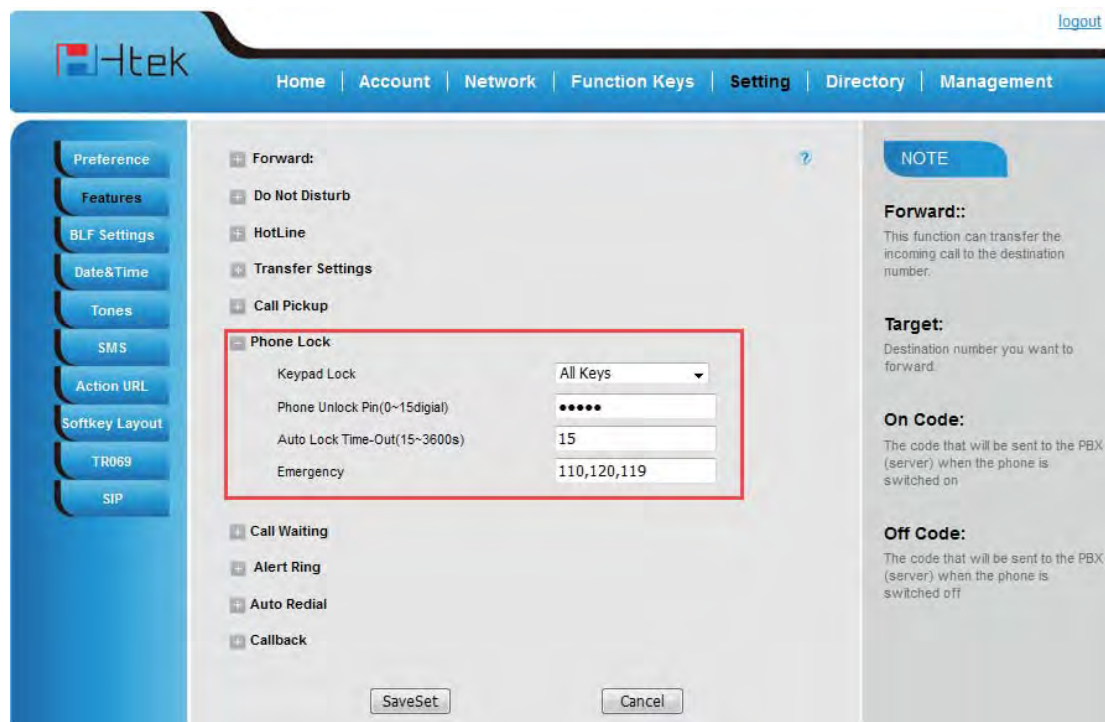 logout
Htek
Home | Account | Network | Function Keys | Setting | Directory | Management
Preference
Features
BLF Settings
Date&Time
Tones
SMS
Action URL
Softkey Layout
TR069
SIP
Forward:
?
Do Not Disturb
HotLine
Transfer Settings
Call Pickup
Phone Lock
Keypad Lock All Keys
Phone Unlock Pin(0~15digial) •••••
Auto Lock Time-Out(15~3600s) 15
Emergency 110,120,119
Call Waiting
Alert Ring
Auto Redial
Callback
SaveSet Cancel
NOTE
Forward::
This function can transfer the
incoming call to the destination
number.
Target:
Destination number you want to
forward.
On Code:
The code that will be sent to the PBX
(server) when the phone is
switched on
Off Code:
The code that will be sent to the PBX
(server) when the phone is
switched off